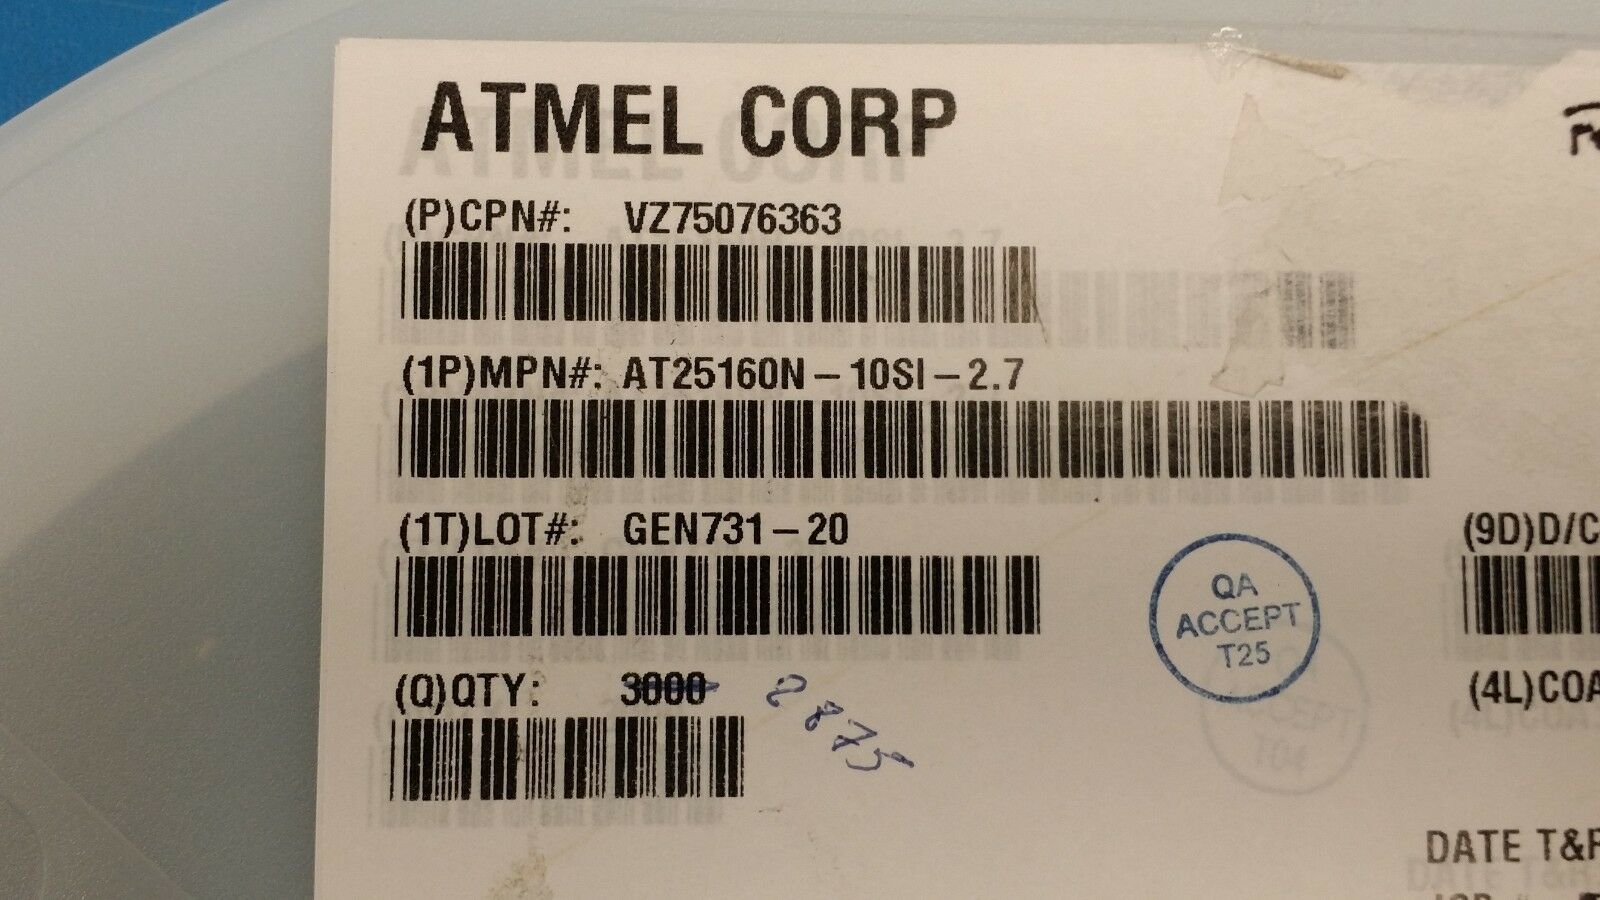 ATMEL CORP
(P)CPN#: VZ75076363
(1P)MPN#: AT25160N-10SI-2.7
(1T)LOT#: GEN731-20
(9D)D/C
QA
ACCEPT
T25
(Q)QTY: 3000 2875
(4L)COA
DATE T&R